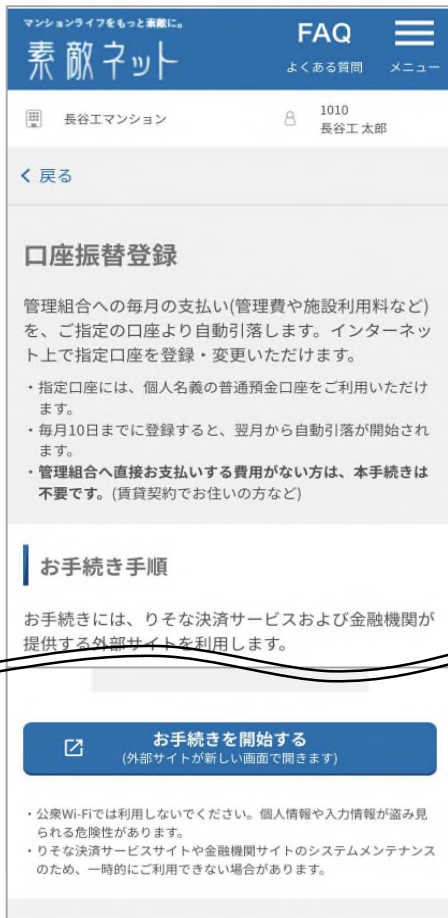 マンションライフをもっと素敵に。
素敵ネット
FAQ
よくある質問
メニュー
長谷工マンション
1010
長谷工 太郎
戻る
口座振替登録
管理組合への毎月の支払い(管理費や施設利用料など)
を、ご指定の口座より自動引落します。インターネッ
ト上で指定口座を登録・変更いただけます。
・指定口座には、個人名義の普通預金口座をご利用いただけ
ます。
・毎月10日までに登録すると、翌月から自動引落が開始され
ます。
・管理組合へ直接お支払いする費用がない方は、本手続きは
不要です。(賃貸契約でお住いの方など)
お手続き手順
お手続きには、りそな決済サービスおよび金融機関が
提供する外部サイトを利用します。
お手続きを開始する
(外部サイトが新しい画面で開きます)
・公衆Wi-Fiでは利用しないでください。個人情報や入力情報が盗み見
られる危険性があります。
・りそな決済サービスサイトや金融機関サイトのシステムメンテナンス
のため、一時的にご利用できない場合があります。